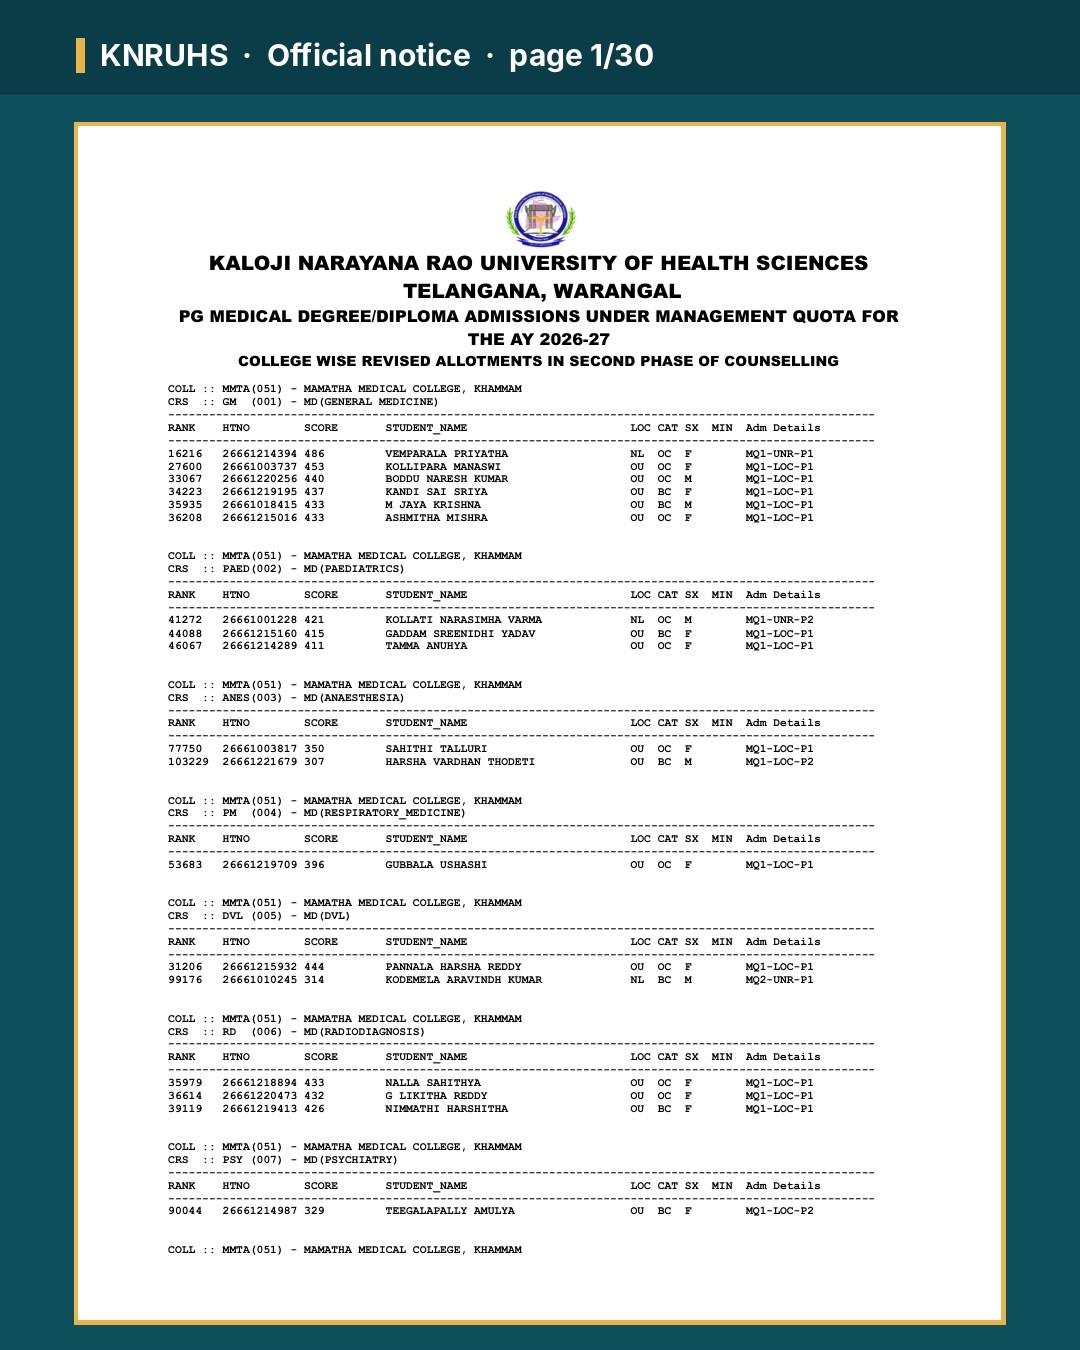 KNRUHS · Official notice · page 1/30
KALOJI NARAYANA RAO UNIVERSITY OF HEALTH SCIENCES
TELANGANA, WARANGAL
PG MEDICAL DEGREE/DIPLOMA ADMISSIONS UNDER MANAGEMENT QUOTA FOR
THE AY 2026-27
COLLEGE WISE REVISED ALLOTMENTS IN SECOND PHASE OF COUNSELLING
COLL :: MMTA(051) - MAMATHA MEDICAL COLLEGE, KHAMMAM
CRS :: GM (001) - MD(GENERAL MEDICINE)
RANK HTNO SCORE STUDENT_NAME LOC CAT SX MIN Adm Details
16216 26661214394 486 VEMPARALA PRIYATHA NL OC F MQ1-UNR-P1
27600 26661003737 453 KOLLIPARA MANASWI OU OC F MQ1-LOC-P1
33067 26661220256 440 BODDU NARESH KUMAR OU OC M MQ1-LOC-P1
34223 26661219195 437 KANDI SAI SRIYA OU BC F MQ1-LOC-P1
35935 26661018415 433 M JAYA KRISHNA OU BC M MQ1-LOC-P1
36208 26661215016 433 ASHMITHA MISHRA OU OC F MQ1-LOC-P1
COLL :: MMTA(051) - MAMATHA MEDICAL COLLEGE, KHAMMAM
CRS :: PAED(002) - MD(PAEDIATRICS)
RANK HTNO SCORE STUDENT_NAME LOC CAT SX MIN Adm Details
41272 26661001228 421 KOLLATI NARASIMHA VARMA NL OC M MQ1-UNR-P2
44088 26661215160 415 GADDAM SREENIDHI YADAV OU BC F MQ1-LOC-P1
46067 26661214289 411 TAMMA ANUHYA OU OC F MQ1-LOC-P1
COLL :: MMTA(051) - MAMATHA MEDICAL COLLEGE, KHAMMAM
CRS :: ANES(003) - MD(ANAESTHESIA)
RANK HTNO SCORE STUDENT_NAME LOC CAT SX MIN Adm Details
77750 26661003817 350 SAHITHI TALLURI OU OC F MQ1-LOC-P1
103229 26661221679 307 HARSHA VARDHAN THODETI OU BC M MQ1-LOC-P2
COLL :: MMTA(051) - MAMATHA MEDICAL COLLEGE, KHAMMAM
CRS :: PM (004) - MD(RESPIRATORY_MEDICINE)
RANK HTNO SCORE STUDENT_NAME LOC CAT SX MIN Adm Details
53683 26661219709 396 GUBBALA USHASHI OU OC F MQ1-LOC-P1
COLL :: MMTA(051) - MAMATHA MEDICAL COLLEGE, KHAMMAM
CRS :: DVL (005) - MD(DVL)
RANK HTNO SCORE STUDENT_NAME LOC CAT SX MIN Adm Details
31206 26661215932 444 PANNALA HARSHA REDDY OU OC F MQ1-LOC-P1
99176 26661010245 314 KODEMELA ARAVINDH KUMAR NL BC M MQ2-UNR-P1
COLL :: MMTA(051) - MAMATHA MEDICAL COLLEGE, KHAMMAM
CRS :: RD (006) - MD(RADIODIAGNOSIS)
RANK HTNO SCORE STUDENT_NAME LOC CAT SX MIN Adm Details
35979 26661218894 433 NALLA SAHITHYA OU OC F MQ1-LOC-P1
36614 26661220473 432 G LIKITHA REDDY OU OC F MQ1-LOC-P1
39119 26661219413 426 NIMMATHI HARSHITHA OU BC F MQ1-LOC-P1
COLL :: MMTA(051) - MAMATHA MEDICAL COLLEGE, KHAMMAM
CRS :: PSY (007) - MD(PSYCHIATRY)
RANK HTNO SCORE STUDENT_NAME LOC CAT SX MIN Adm Details
90044 26661214987 329 TEEGALAPALLY AMULYA OU BC F MQ1-LOC-P2
COLL :: MMTA(051) - MAMATHA MEDICAL COLLEGE, KHAMMAM